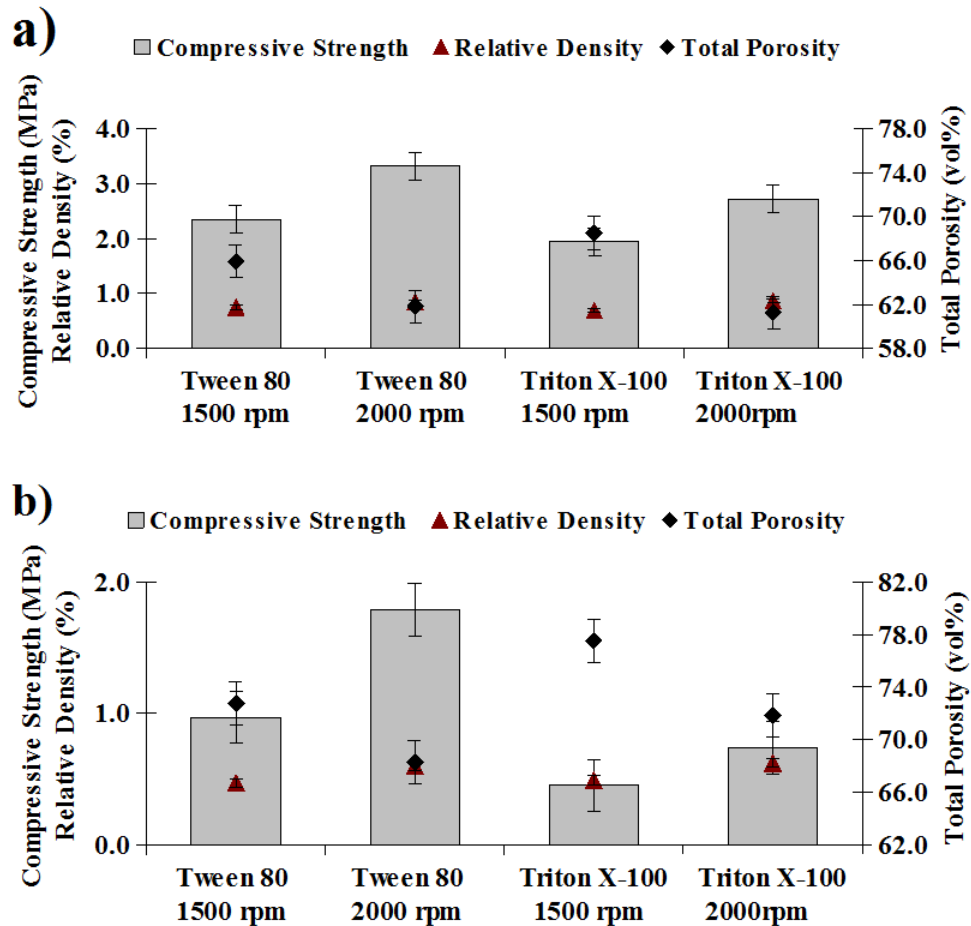 a)
Compressive Strength Relative Density Total Porosity
Compressive Strength (MPa)
Relative Density (%)
4.0
3.0
2.0
1.0
0.0
78.0
74.0
70.0
66.0
62.0
58.0
Total Porosity (vol%)
Tween 80
1500 rpm
Tween 80
2000 rpm
Triton X-100
1500 rpm
Triton X-100
2000rpm
b)
Compressive Strength Relative Density Total Porosity
Compressive Strength (MPa)
Relative Density (%)
2.0
1.0
0.0
82.0
78.0
74.0
70.0
66.0
62.0
Total Porosity (vol%)
Tween 80
1500 rpm
Tween 80
2000 rpm
Triton X-100
1500 rpm
Triton X-100
2000rpm